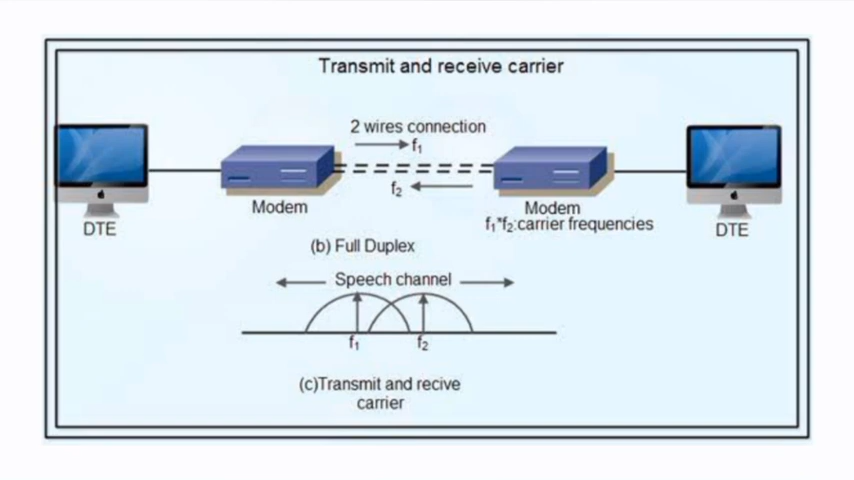 Transmit and receive carrier
2 wires connection
f₁
f₂
Modem
Modem
DTE
f₁*f₂:carrier frequencies
DTE
(b) Full Duplex
Speech channel
f₁
f₂
(c)Transmit and recive
carrier